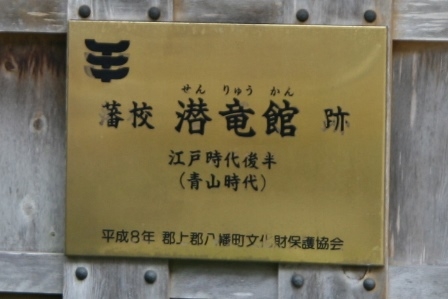 せん りゅう かん
藩校 潜竜館 跡
江戸時代後半
(青山時代)
平成8年 郡上郡八幡町文化財保護協会